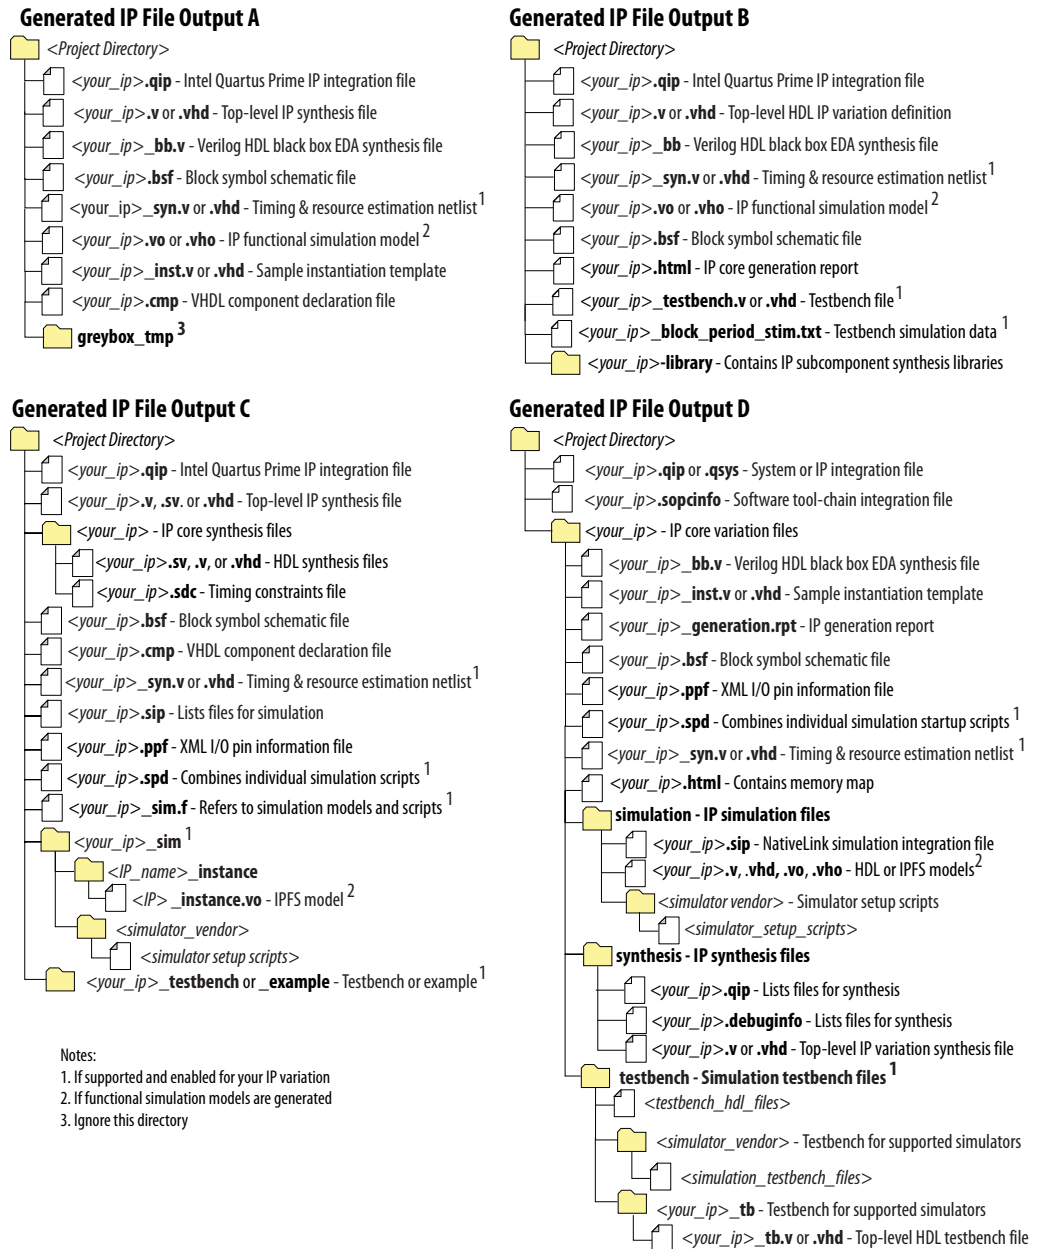 Generated IP File Output A
<Project Directory>
<your_ip>.qip - Intel Quartus Prime IP integration file
<your_ip>.v or .vhd - Top-level IP synthesis file
<your_ip>_bb.v - Verilog HDL black box EDA synthesis file
<your_ip>.bsf - Block symbol schematic file
<your_ip>_syn.v or .vhd - Timing & resource estimation netlist 1
<your_ip>.vo or .vho - IP functional simulation model 2
<your_ip>_inst.v or .vhd - Sample instantiation template
<your_ip>.cmp - VHDL component declaration file
greybox_tmp 3
Generated IP File Output B
<Project Directory>
<your_ip>.qip - Intel Quartus Prime IP integration file
<your_ip>.v or .vhd - Top-level HDL IP variation definition
<your_ip>_bb - Verilog HDL black box EDA synthesis file
<your_ip>_syn.v or .vhd - Timing & resource estimation netlist 1
<your_ip>.vo or .vho - IP functional simulation model 2
<your_ip>.bsf - Block symbol schematic file
<your_ip>.html - IP core generation report
<your_ip>_testbench.v or .vhd - Testbench file 1
<your_ip>_block_period_stim.txt - Testbench simulation data 1
<your_ip>-library - Contains IP subcomponent synthesis libraries
Generated IP File Output C
<Project Directory>
<your_ip>.qip - Intel Quartus Prime IP integration file
<your_ip>.v, .sv. or .vhd - Top-level IP synthesis file
<your_ip> - IP core synthesis files
<your_ip>.sv, .v, or .vhd - HDL synthesis files
<your_ip>.sdc - Timing constraints file
<your_ip>.bsf - Block symbol schematic file
<your_ip>.cmp - VHDL component declaration file
<your_ip>_syn.v or .vhd - Timing & resource estimation netlist 1
<your_ip>.sip - Lists files for simulation
<your_ip>.ppf - XML I/O pin information file
<your_ip>.spd - Combines individual simulation scripts 1
<your_ip>_sim.f - Refers to simulation models and scripts 1
<your_ip>_sim 1
<IP_name>_instance
<IP> _instance.vo - IPFS model 2
<simulator_vendor>
<simulator setup scripts>
<your_ip>_testbench or _example - Testbench or example 1
Notes:
1. If supported and enabled for your IP variation
2. If functional simulation models are generated
3. Ignore this directory
Generated IP File Output D
<Project Directory>
<your_ip>.qip or .qsys - System or IP integration file
<your_ip>.sopcinfo - Software tool-chain integration file
<your_ip> - IP core variation files
<your_ip>_bb.v - Verilog HDL black box EDA synthesis file
<your_ip>_inst.v or .vhd - Sample instantiation template
<your_ip>_generation.rpt - IP generation report
<your_ip>.bsf - Block symbol schematic file
<your_ip>.ppf - XML I/O pin information file
<your_ip>.spd - Combines individual simulation startup scripts 1
<your_ip>_syn.v or .vhd - Timing & resource estimation netlist 1
<your_ip>.html - Contains memory map
simulation - IP simulation files
<your_ip>.sip - NativeLink simulation integration file
<your_ip>.v, .vhd, .vo, .vho - HDL or IPFS models 2
<simulator vendor> - Simulator setup scripts
<simulator_setup_scripts>
synthesis - IP synthesis files
<your_ip>.qip - Lists files for synthesis
<your_ip>.debuginfo - Lists files for synthesis
<your_ip>.v or .vhd - Top-level IP variation synthesis file
testbench - Simulation testbench files 1
<testbench_hdl_files>
<simulator_vendor> - Testbench for supported simulators
<simulation_testbench_files>
<your_ip>_tb - Testbench for supported simulators
<your_ip>_tb.v or .vhd - Top-level HDL testbench file